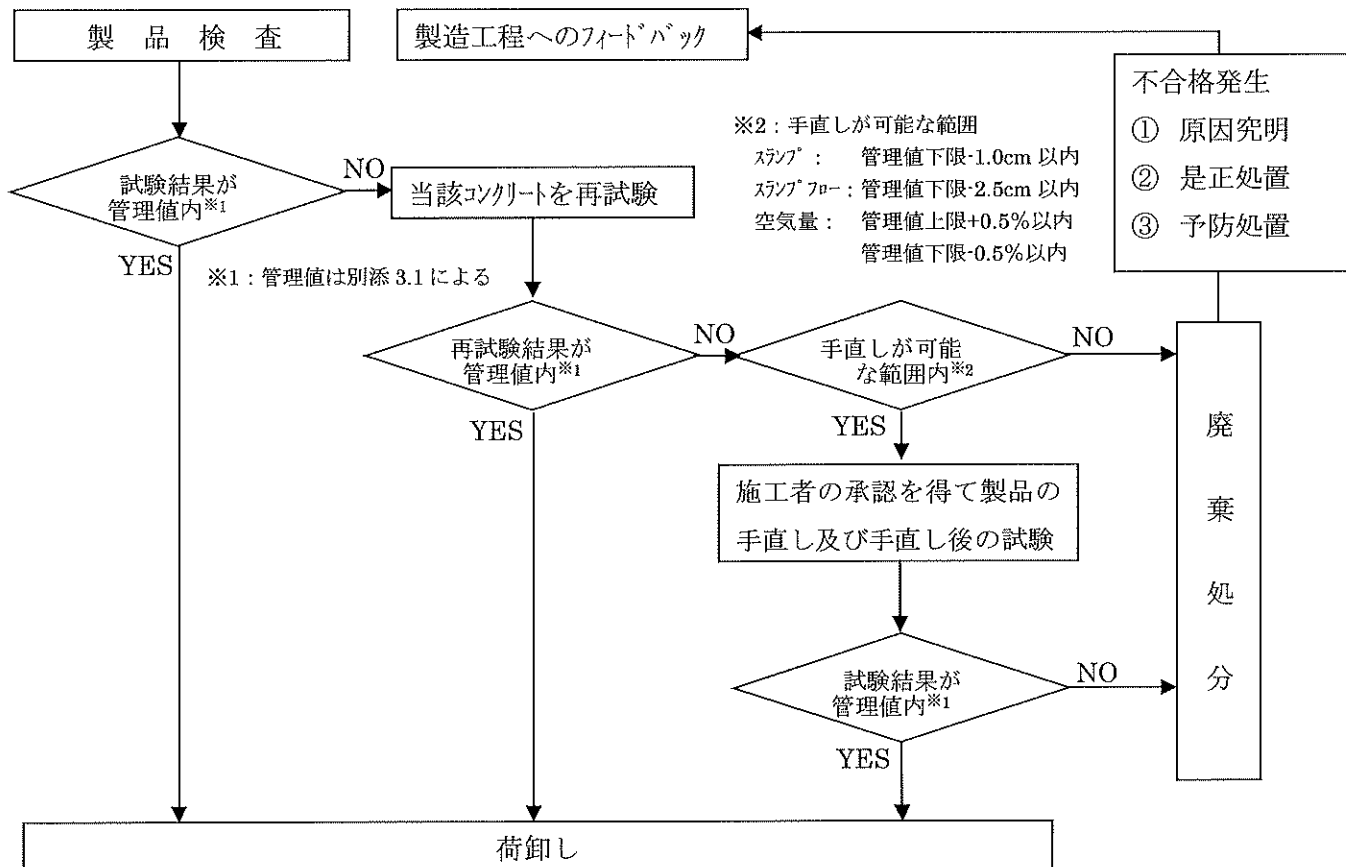 製品検査
製造工程へのフィードバック
不合格発生
① 原因究明
② 是正処置
③ 予防処置
※2：手直しが可能な範囲
スランプ： 管理値下限-1.0cm 以内
スランプフロー：管理値下限-2.5cm 以内
空気量： 管理値上限+0.5%以内
管理値下限-0.5%以内
試験結果が
管理値内※1
NO
当該コンクリートを再試験
YES
※1：管理値は別添 3.1 による
再試験結果が
管理値内※1
NO
手直しが可能
な範囲内※2
NO
YES
YES
廃棄処分
施工者の承認を得て製品の
手直し及び手直し後の試験
試験結果が
管理値内※1
NO
YES
荷卸し